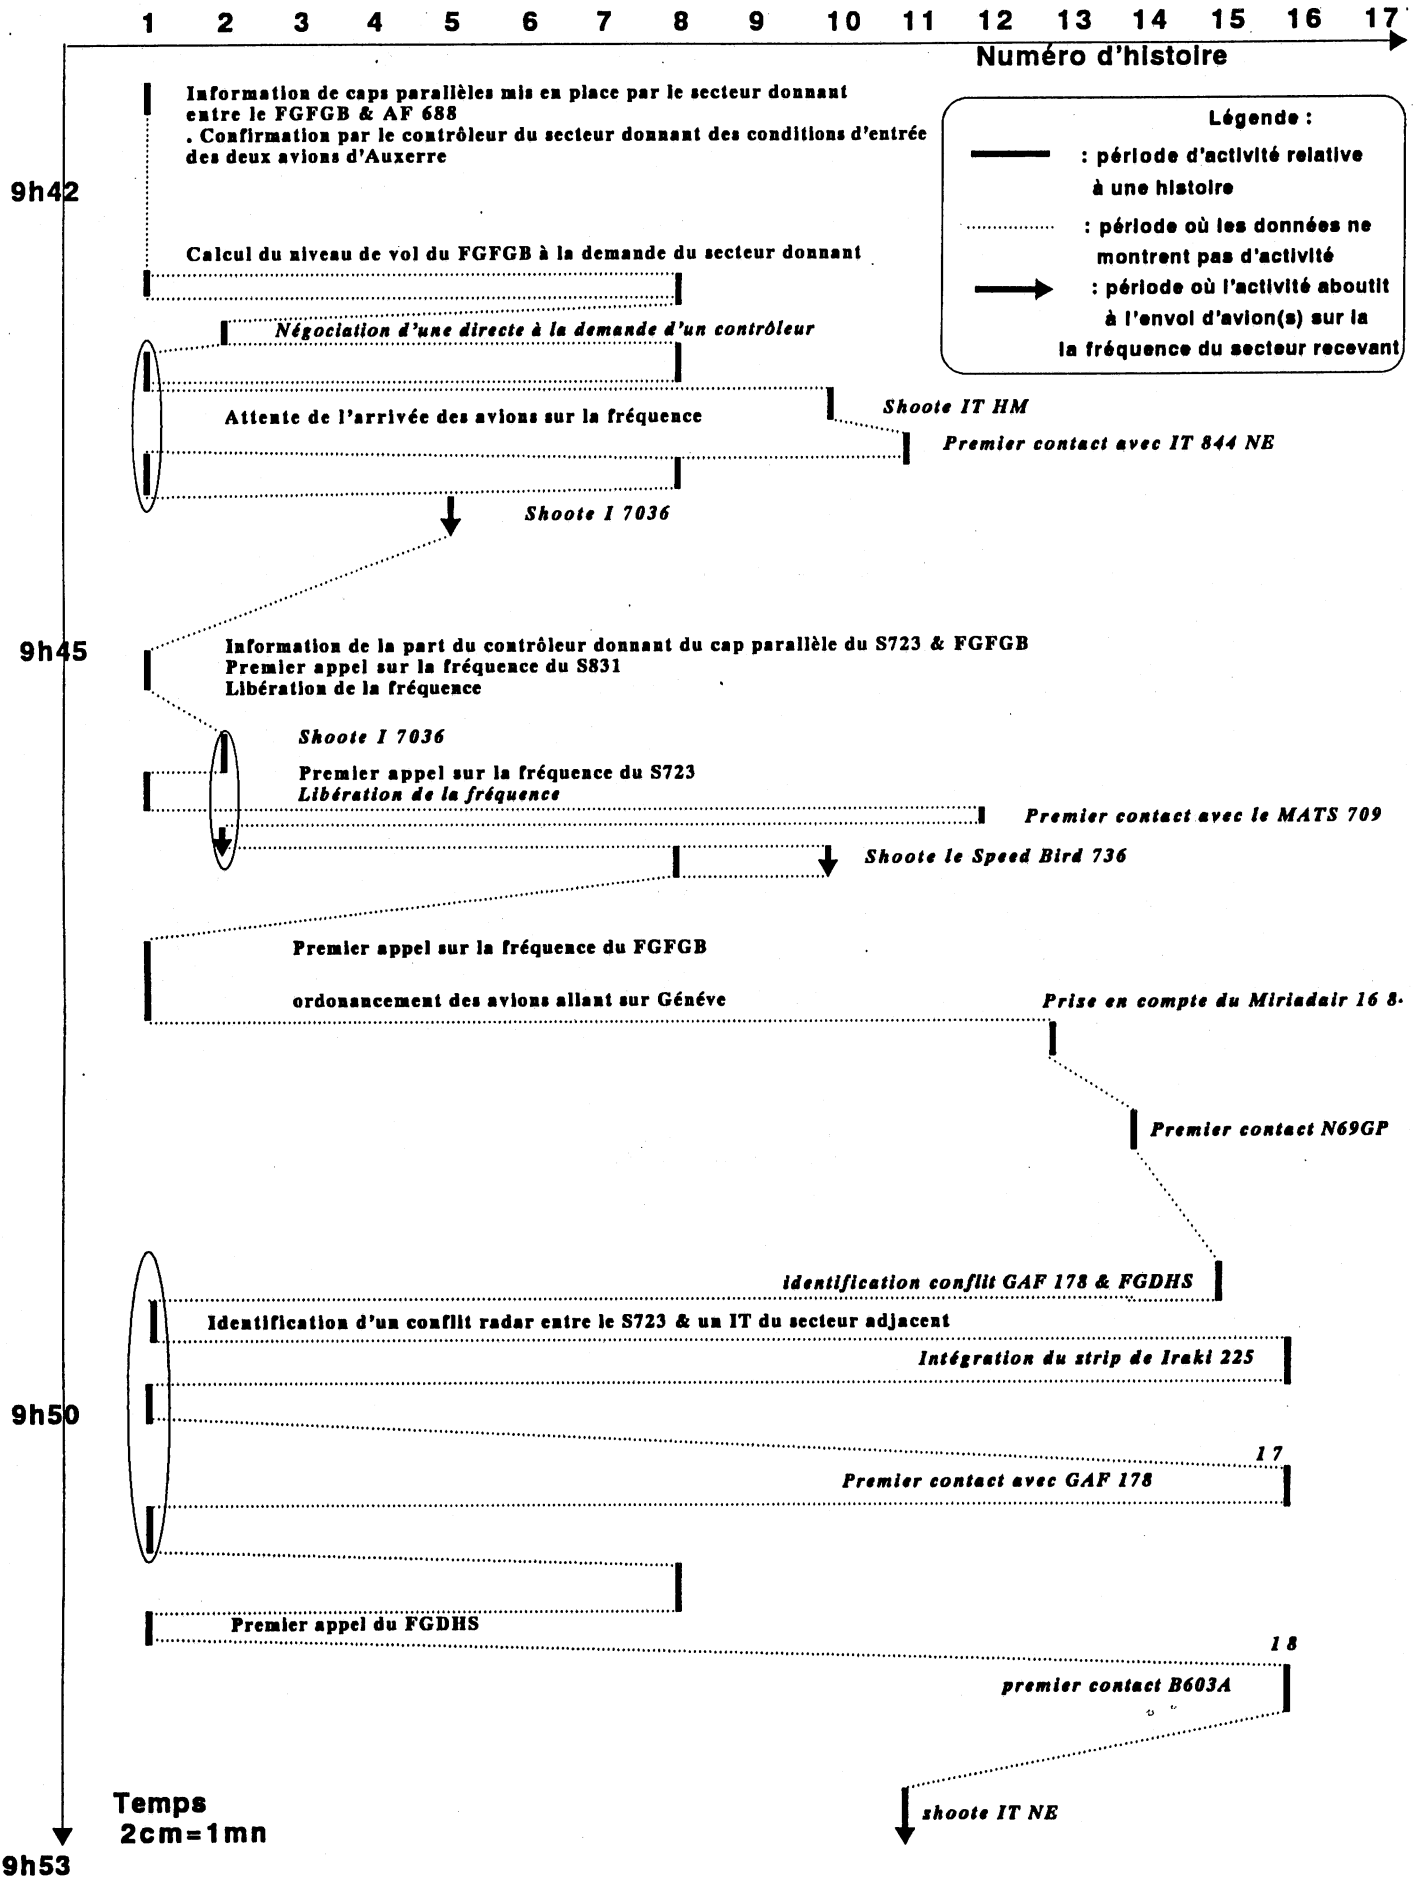 1 2 3 4 5 6 7 8 9 10 11 12 13 14 15 16 17
Numéro d'histoire
Légende :
: période d'activité relative
à une histoire
: période où les données ne
montrent pas d'activité
: période où l'activité aboutit
à l'envoi d'avion(s) sur la
la fréquence du secteur recevant
Information de caps parallèles mis en place par le secteur donnant
entre le FGFGB & AF 688
. Confirmation par le contrôleur du secteur donnant des conditions d'entrée
des deux avions d'Auxerre
9h42
Calcul du niveau de vol du FGFGB à la demande du secteur donnant
Négociation d'une directe à la demande d'un contrôleur
Shoote IT HM
Attente de l'arrivée des avions sur la fréquence
Premier contact avec IT 844 NE
Shoote I 7036
9h45
Information de la part du contrôleur donnant du cap parallèle du S723 & FGFGB
Premier appel sur la fréquence du S831
Libération de la fréquence
Shoote I 7036
Premier appel sur la fréquence du S723
Libération de la fréquence
Premier contact avec le MATS 709
Shoote le Speed Bird 736
Premier appel sur la fréquence du FGFGB
ordonancement des avions allant sur Généve
Prise en compte du Miriadair 16 8
Premier contact N69GP
identification conflit GAF 178 & FGDHS
Identification d'un conflit radar entre le S723 & un IT du secteur adjacent
Intégration du strip de Iraki 225
9h50
17
Premier contact avec GAF 178
Premier appel du FGDHS
18
premier contact B603A
Temps
2cm=1mn
shoote IT NE
9h53